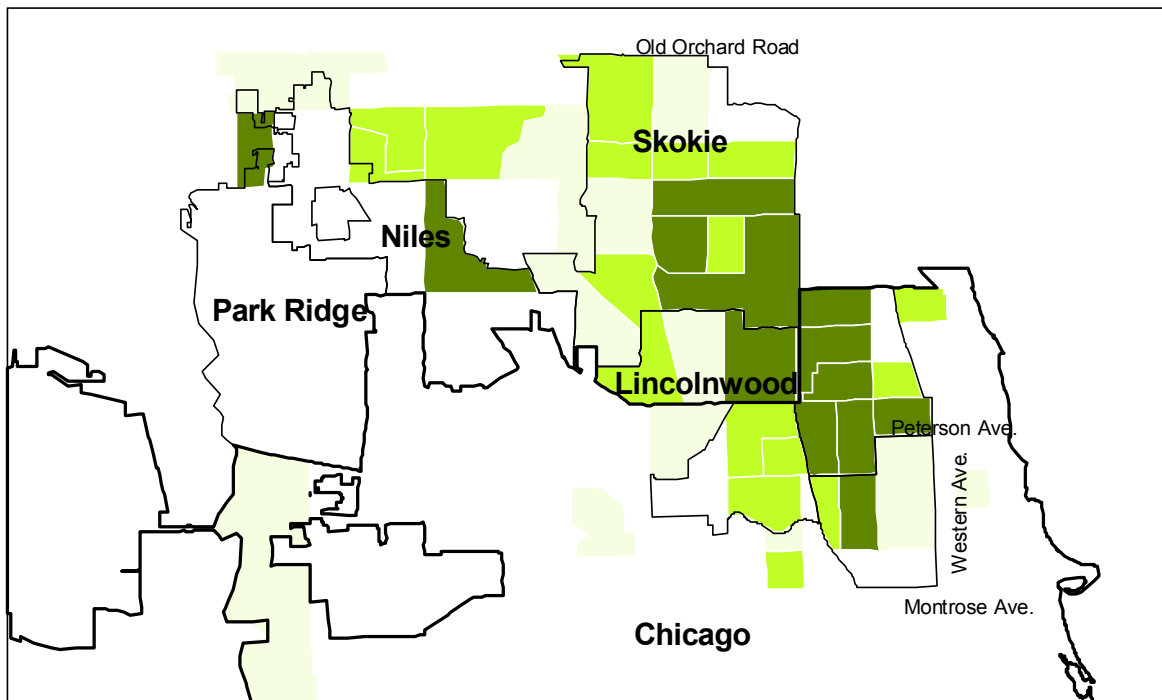 Old Orchard Road
Skokie
Niles
Park Ridge
Lincolnwood
Peterson Ave.
Western Ave.
Montrose Ave.
Chicago